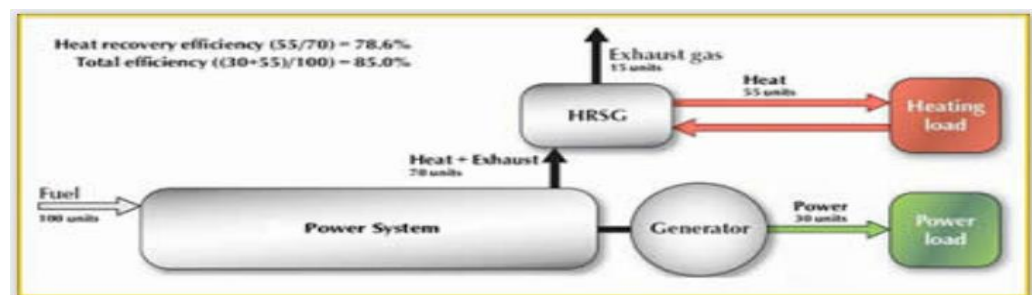 Heat recovery efficiency (55/70) = 78.6%
Total efficiency ((30+55)/100) = 85.0%
Exhaust gas
15 units
Heat
55 units
HRSG
Heating
load
Heat + Exhaust
70 units
Fuel
100 units
Power System
Generator
Power
30 units
Power
load